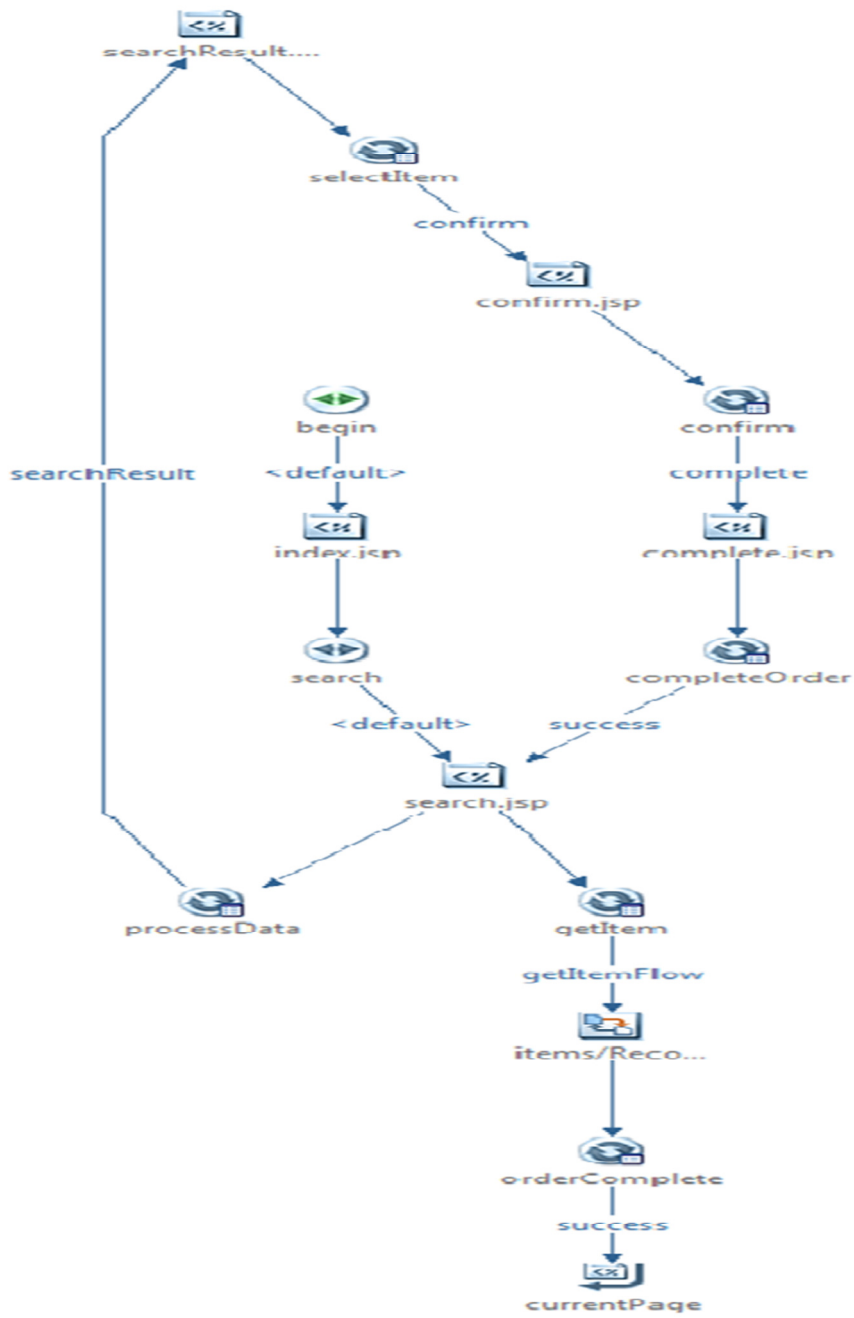 searchResult....
selectItem
confirm
confirm.jsp
begin
confirm
searchResult
<default>
complete
index.jsp
complete.jsp
search
completeOrder
<default>
success
search.jsp
processData
getItem
getItemFlow
items/Reco...
orderComplete
success
currentPage